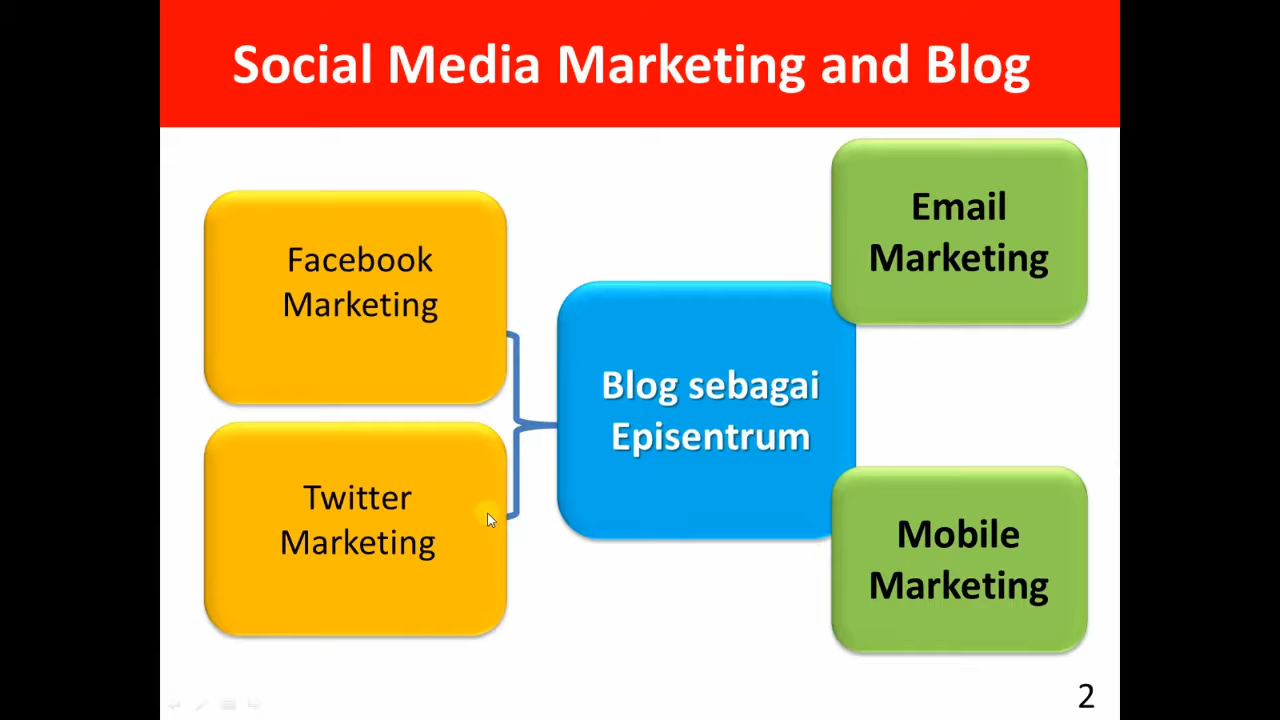 Social Media Marketing and Blog
Facebook
Marketing
Twitter
Marketing
Blog sebagai
Episentrum
Email
Marketing
Mobile
Marketing
2